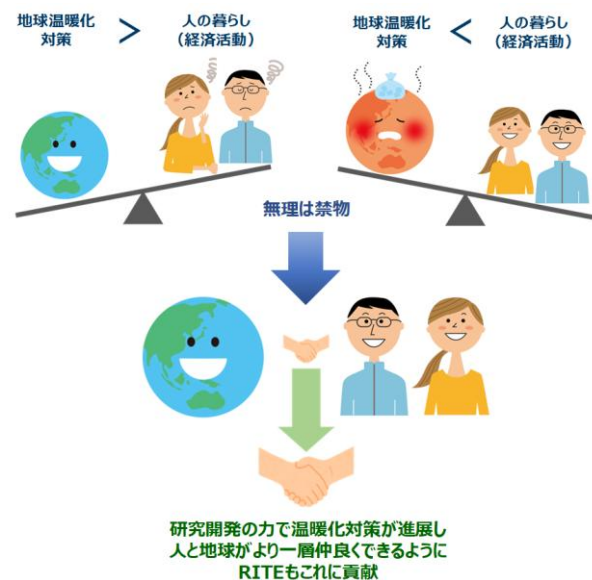 地球温暖化
対策
>
人の暮らし
（経済活動）
地球温暖化
対策
<
人の暮らし
（経済活動）
無理は禁物
研究開発の力で温暖化対策が進展し
人と地球がより一層仲良くできるように
RITEもこれに貢献